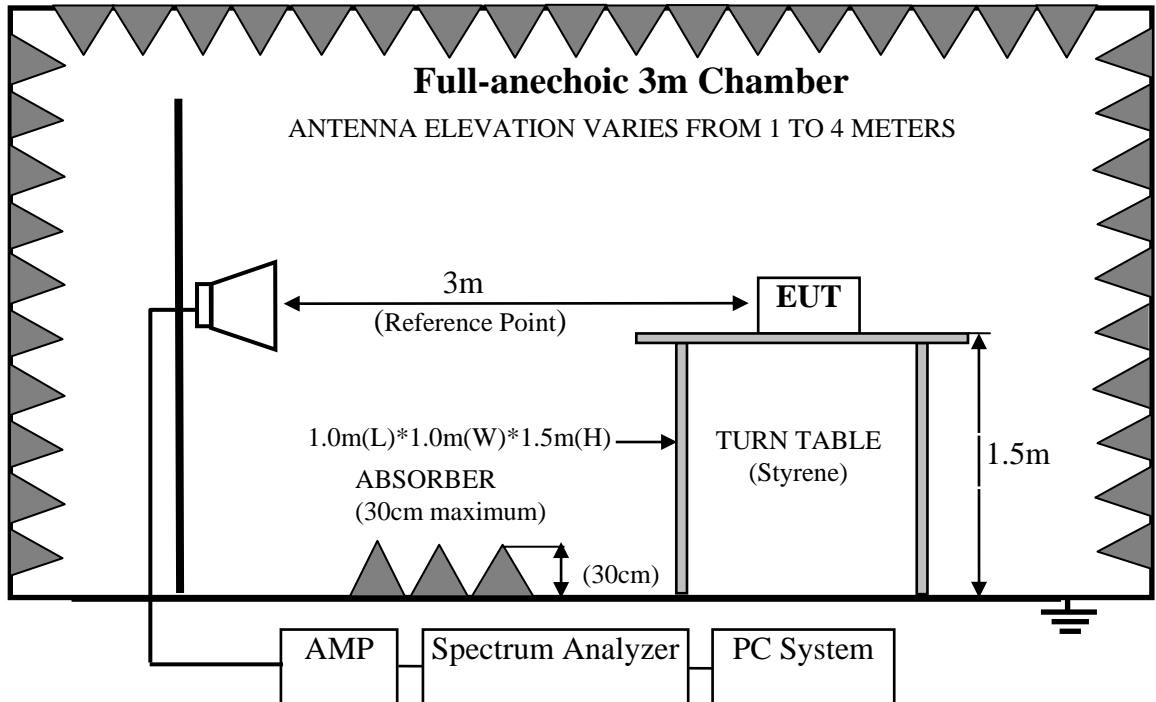 Full-anechoic 3m Chamber
ANTENNA ELEVATION VARIES FROM 1 TO 4 METERS
3m
(Reference Point)
EUT
1.0m(L)*1.0m(W)*1.5m(H)
TURN TABLE
(Styrene)
1.5m
ABSORBER
(30cm maximum)
(30cm)
AMP
Spectrum Analyzer
PC System